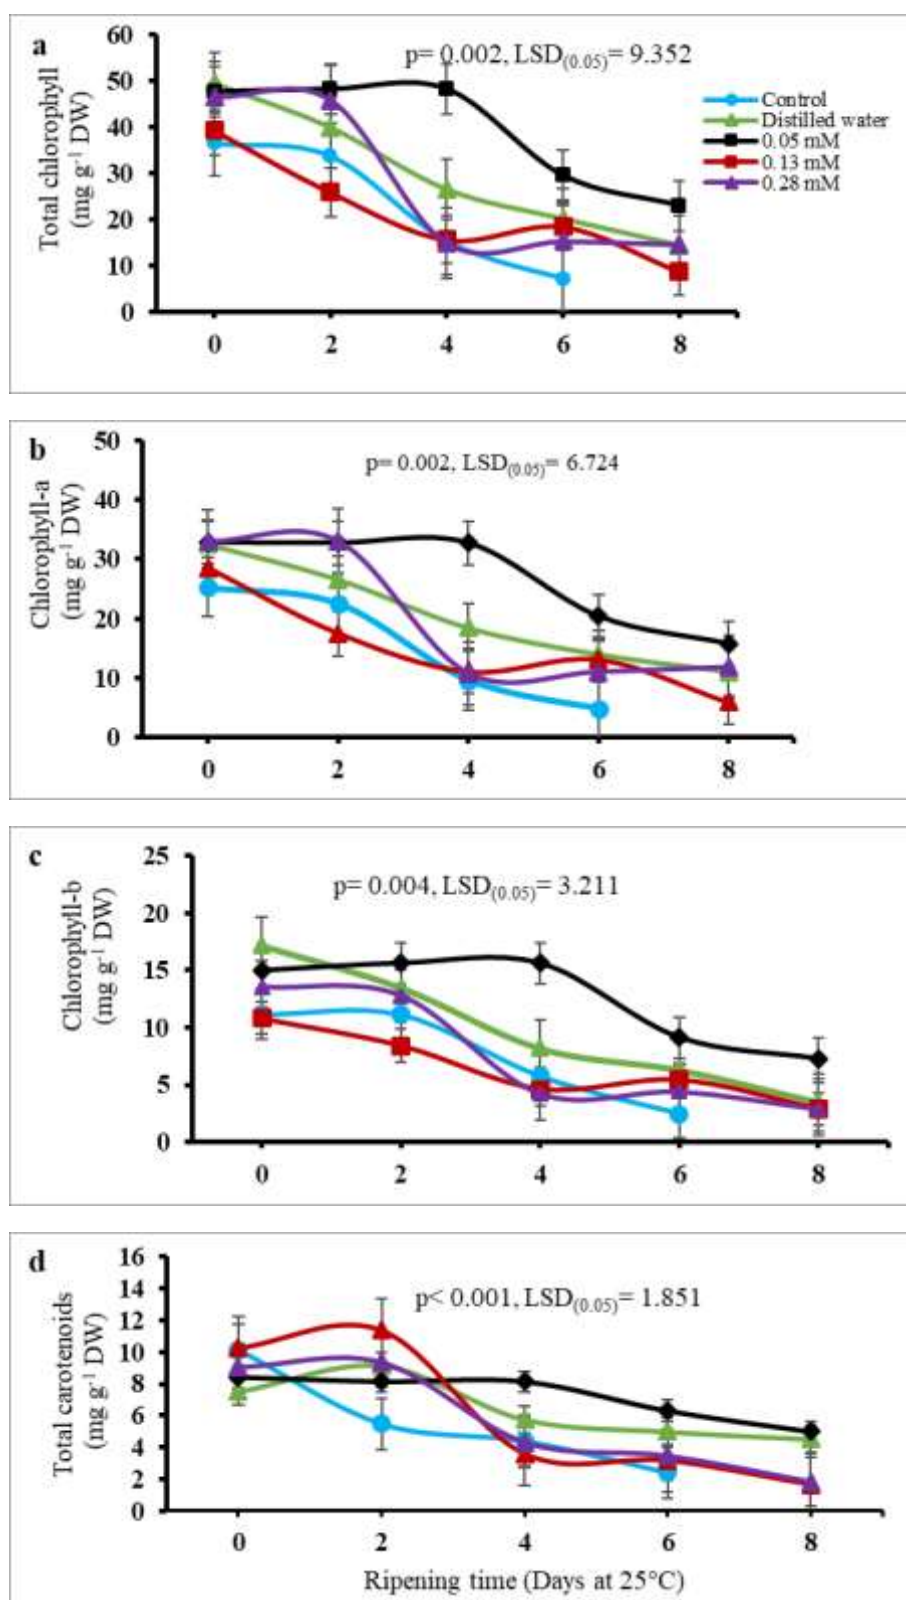 a
p= 0.002, LSD(0.05)= 9.352
Total chlorophyll
(mg g-1 DW)
60
50
40
30
20
10
0
0 2 4 6 8
Control
Distilled water
0.05 mM
0.13 mM
0.28 mM
b
p= 0.002, LSD(0.05)= 6.724
Chlorophyll-a
(mg g-1 DW)
50
40
30
20
10
0
0 2 4 6 8
c
p= 0.004, LSD(0.05)= 3.211
Chlorophyll-b
(mg g-1 DW)
25
20
15
10
5
0
0 2 4 6 8
d
p< 0.001, LSD(0.05)= 1.851
Total carotenoids
(mg g-1 DW)
16
14
12
10
8
6
4
2
0
0 2 4 6 8
Ripening time (Days at 25°C)